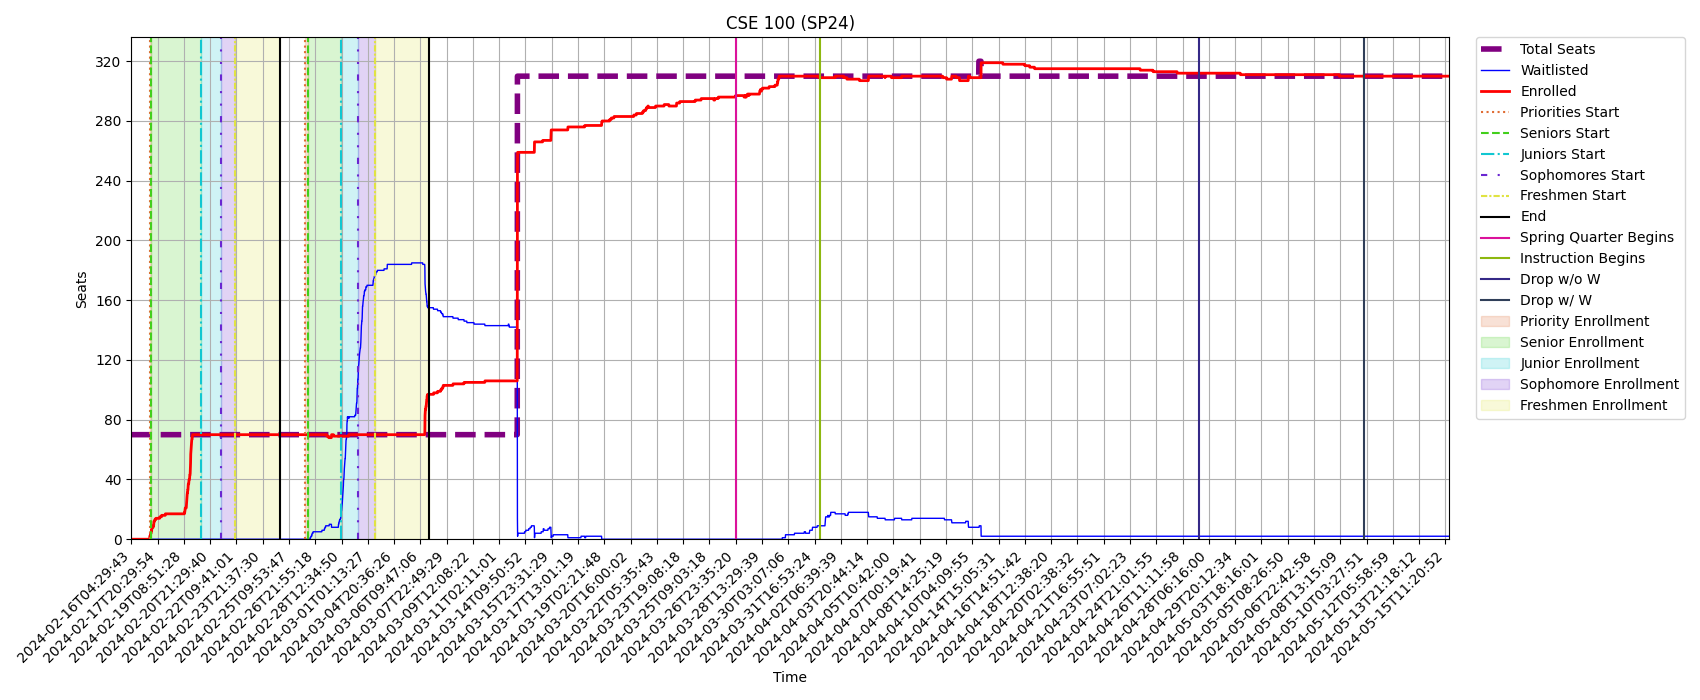 CSE 100 (SP24)
Seats
320
280
240
200
160
120
80
40
0
2024-02-16T04:29:43
2024-02-17T20:29:54
2024-02-19T08:51:28
2024-02-20T21:29:40
2024-02-22T09:41:01
2024-02-23T21:37:30
2024-02-25T09:53:47
2024-02-26T21:55:18
2024-02-28T12:34:50
2024-03-01T01:13:27
2024-03-04T20:36:26
2024-03-06T09:47:06
2024-03-07T22:49:29
2024-03-09T12:08:22
2024-03-11T02:11:01
2024-03-14T09:50:52
2024-03-15T23:31:29
2024-03-17T13:01:19
2024-03-19T02:21:48
2024-03-20T16:00:02
2024-03-22T05:35:43
2024-03-23T19:08:18
2024-03-25T09:03:18
2024-03-26T23:35:20
2024-03-28T13:29:39
2024-03-30T03:07:06
2024-03-31T16:53:24
2024-04-02T06:39:39
2024-04-03T20:44:14
2024-04-05T10:42:00
2024-04-07T00:19:41
2024-04-08T14:25:19
2024-04-10T04:09:55
2024-04-14T15:05:31
2024-04-16T14:51:42
2024-04-18T12:38:20
2024-04-20T02:38:32
2024-04-21T16:55:51
2024-04-23T07:02:23
2024-04-24T21:01:55
2024-04-26T11:11:58
2024-04-28T06:16:00
2024-04-29T20:12:34
2024-05-03T18:16:01
2024-05-05T08:26:50
2024-05-06T22:42:58
2024-05-08T13:15:09
2024-05-10T03:27:51
2024-05-12T05:58:59
2024-05-13T21:18:12
2024-05-15T11:20:52
Time
Total Seats
Waitlisted
Enrolled
Priorities Start
Seniors Start
Juniors Start
Sophomores Start
Freshmen Start
End
Spring Quarter Begins
Instruction Begins
Drop w/o W
Drop w/ W
Priority Enrollment
Senior Enrollment
Junior Enrollment
Sophomore Enrollment
Freshmen Enrollment